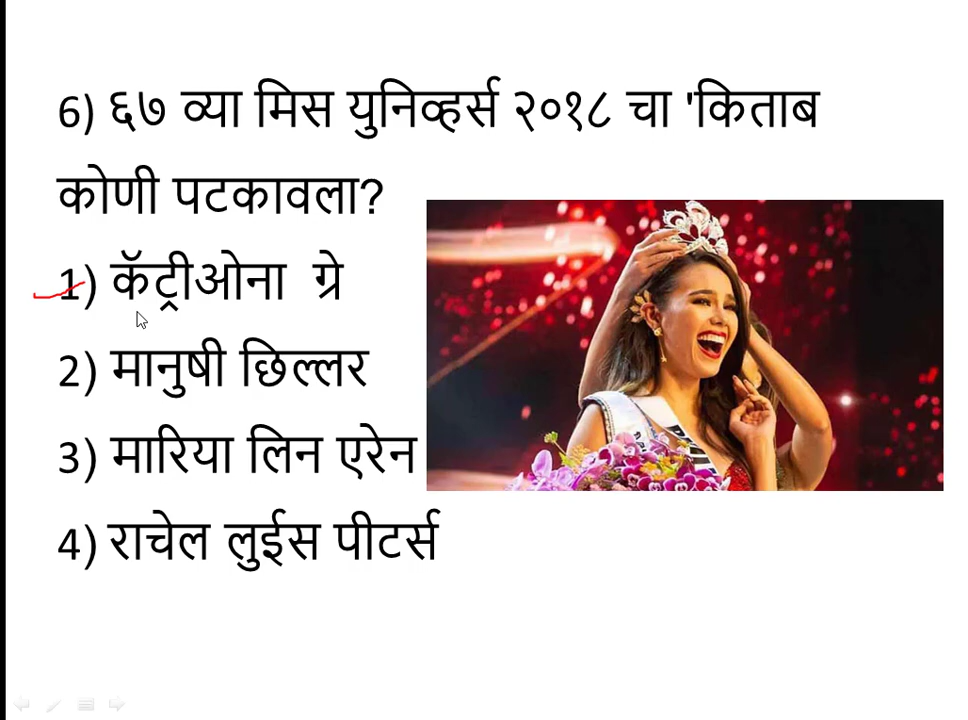 6) ६७ व्या मिस युनिव्हर्स २०१८ चा 'किताब
कोणी पटकावला?
1) कॅट्रीओना ग्रे
2) मानुषी छिल्लर
3) मारिया लिन एरेन
4) राचेल लुईस पीटर्स